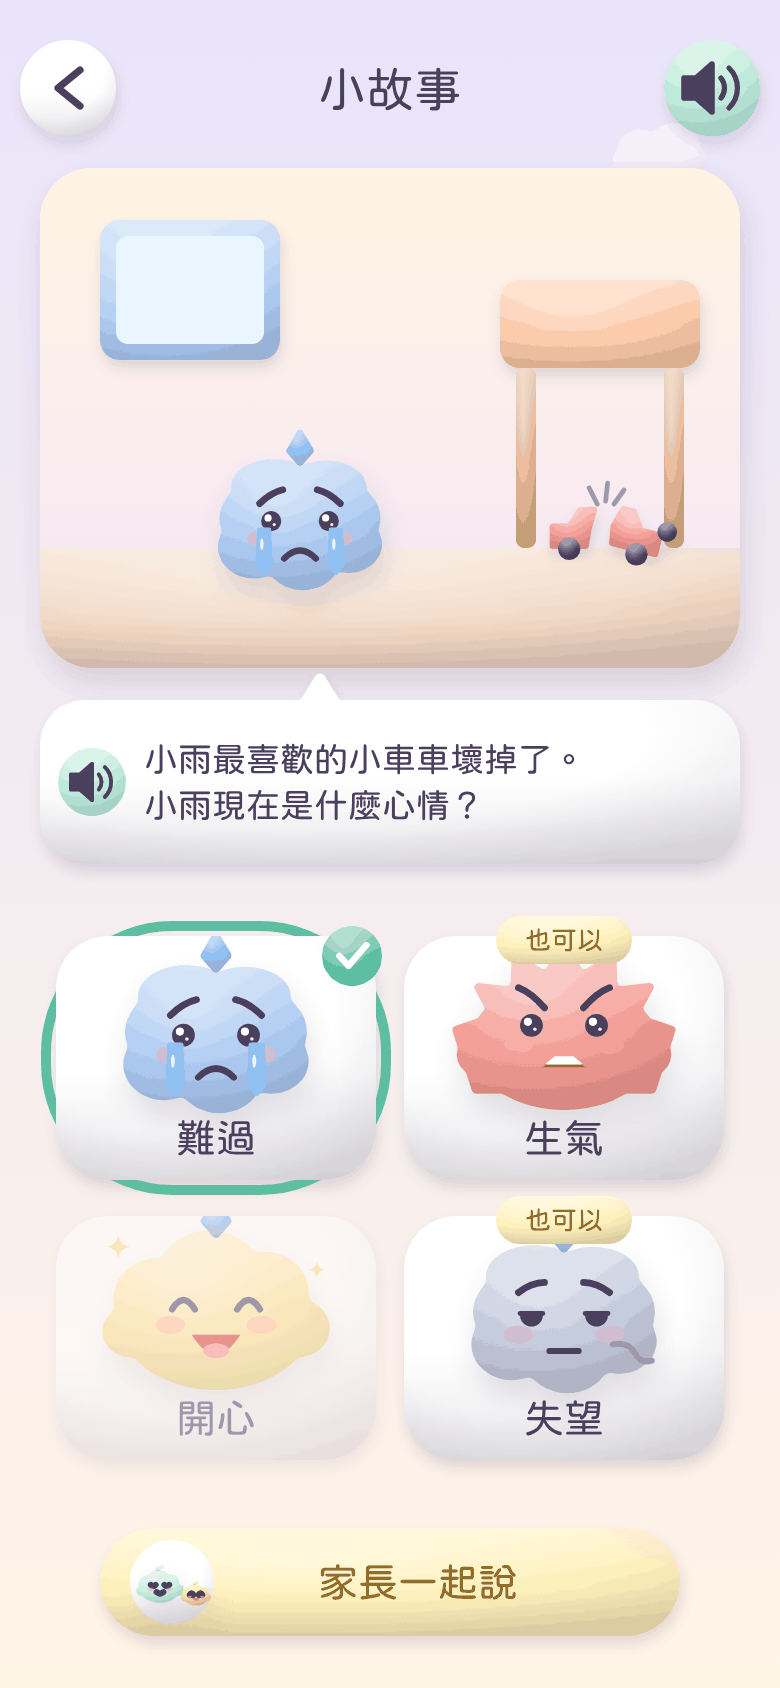 小故事
小雨最喜歡的小車車壞掉了。
小雨現在是什麼心情？
難過
也可以
生氣
開心
也可以
失望
家長一起說